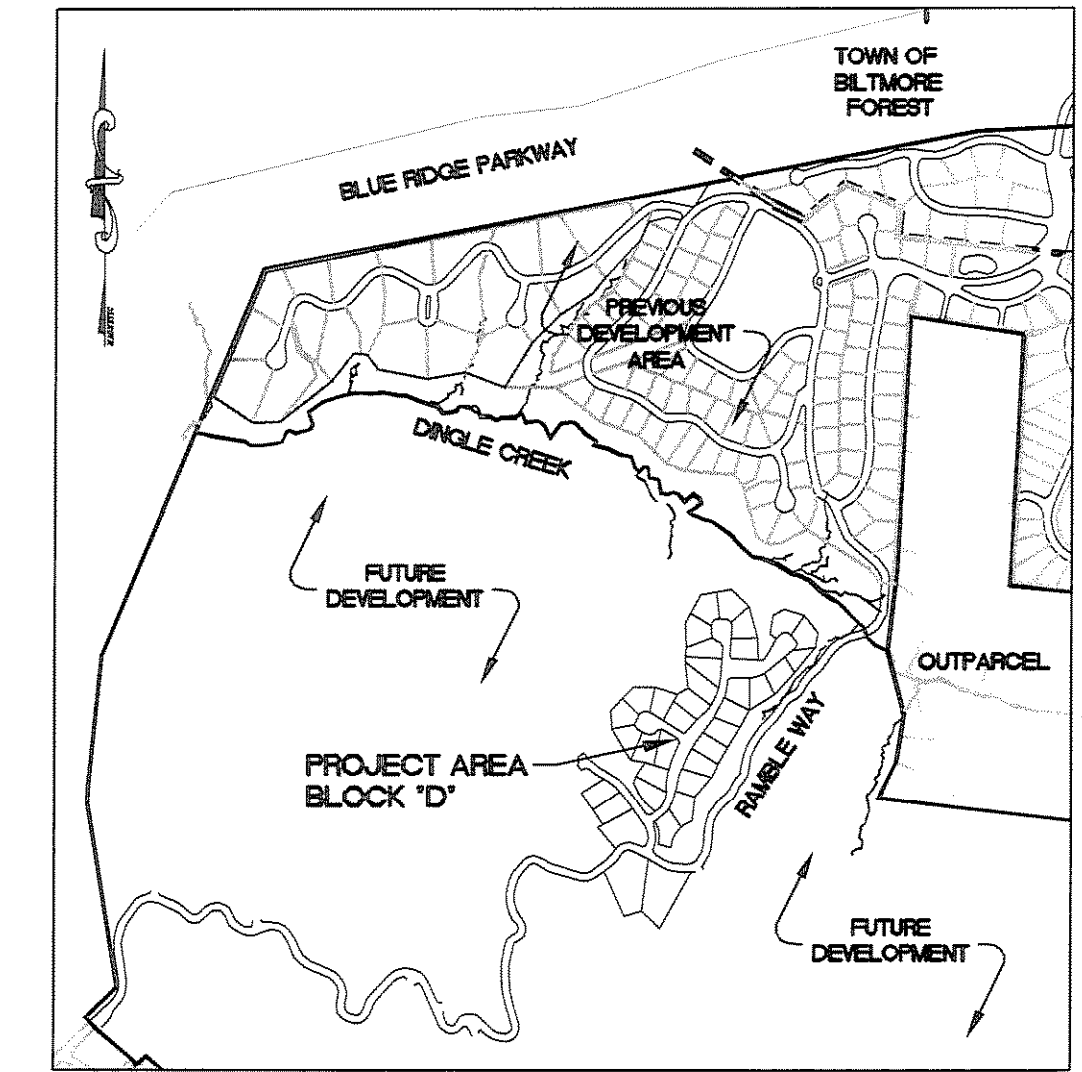 TOWN OF
BILTMORE
FOREST
BLUE RIDGE PARKWAY
PREVIOUS
DEVELOPMENT
AREA
DINGLE CREEK
FUTURE
DEVELOPMENT
OUTPARCEL
RAMBLE WAY
PROJECT AREA
BLOCK "D"
FUTURE
DEVELOPMENT